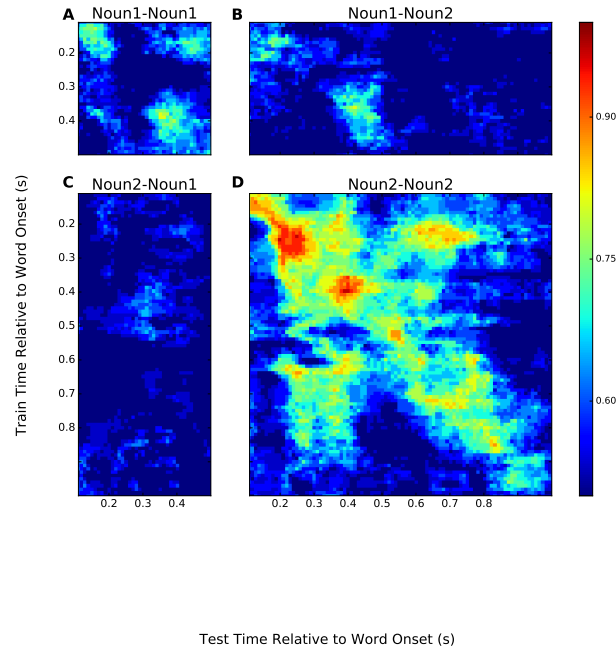 A Noun1-Noun1
B Noun1-Noun2
0.2
0.3
0.4
0.90
0.75
0.60
C Noun2-Noun1
D Noun2-Noun2
0.2
0.3
0.4
0.5
0.6
0.7
0.8
0.2 0.3 0.4
0.2 0.3 0.4 0.5 0.6 0.7 0.8
Train Time Relative to Word Onset (s)
Test Time Relative to Word Onset (s)